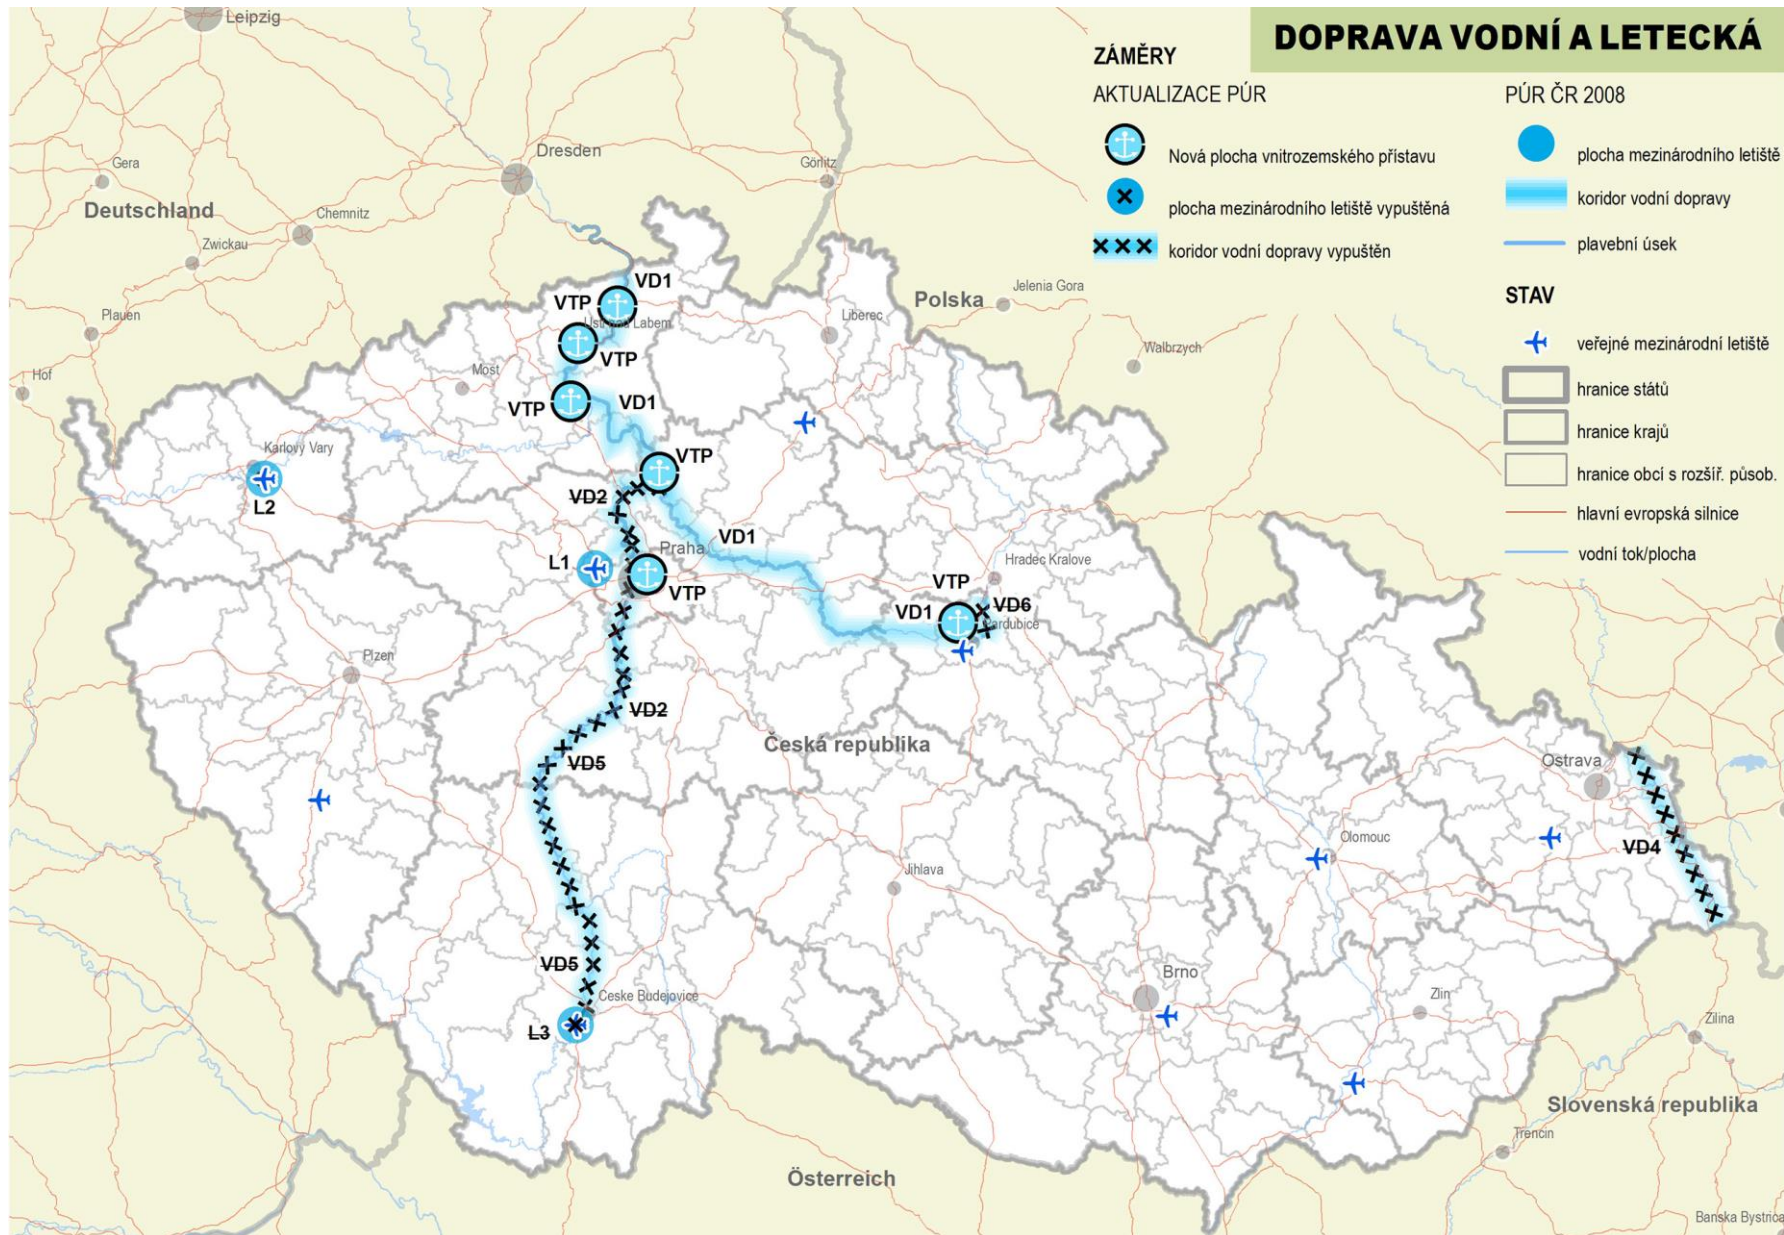 DOPRAVA VODNÍ A LETECKÁ
ZÁMĚRY
AKTUALIZACE PÚR
Nová plocha vnitrozemského přístavu
plocha mezinárodního letiště vypuštěná
koridor vodní dopravy vypuštěn
PÚR ČR 2008
plocha mezinárodního letiště
koridor vodní dopravy
plavební úsek
STAV
veřejné mezinárodní letiště
hranice států
hranice krajů
hranice obcí s rozšíř. působ.
hlavní evropská silnice
vodní tok/plocha
Leipzig
Gera
Dresden
Görlitz
Deutschland
Chemnitz
Zwickau
Plauen
Hof
Polska
Jelenia Gora
Walbrzych
VD1
VTP
Usti nad Labem
VTP
Liberec
Most
VTP
VD1
Karlovy Vary
L2
VTP
VD2
VD1
L1
Praha
VTP
Hradec Kralove
VTP
VD1
VD6
Pardubice
Plzen
VD2
Česká republika
VD5
Ostrava
VD4
Olomouc
Jihlava
VD5
Brno
Zlin
Ceske Budejovice
L3
Žilina
Slovenská republika
Trencin
Österreich
Banska Bystrica